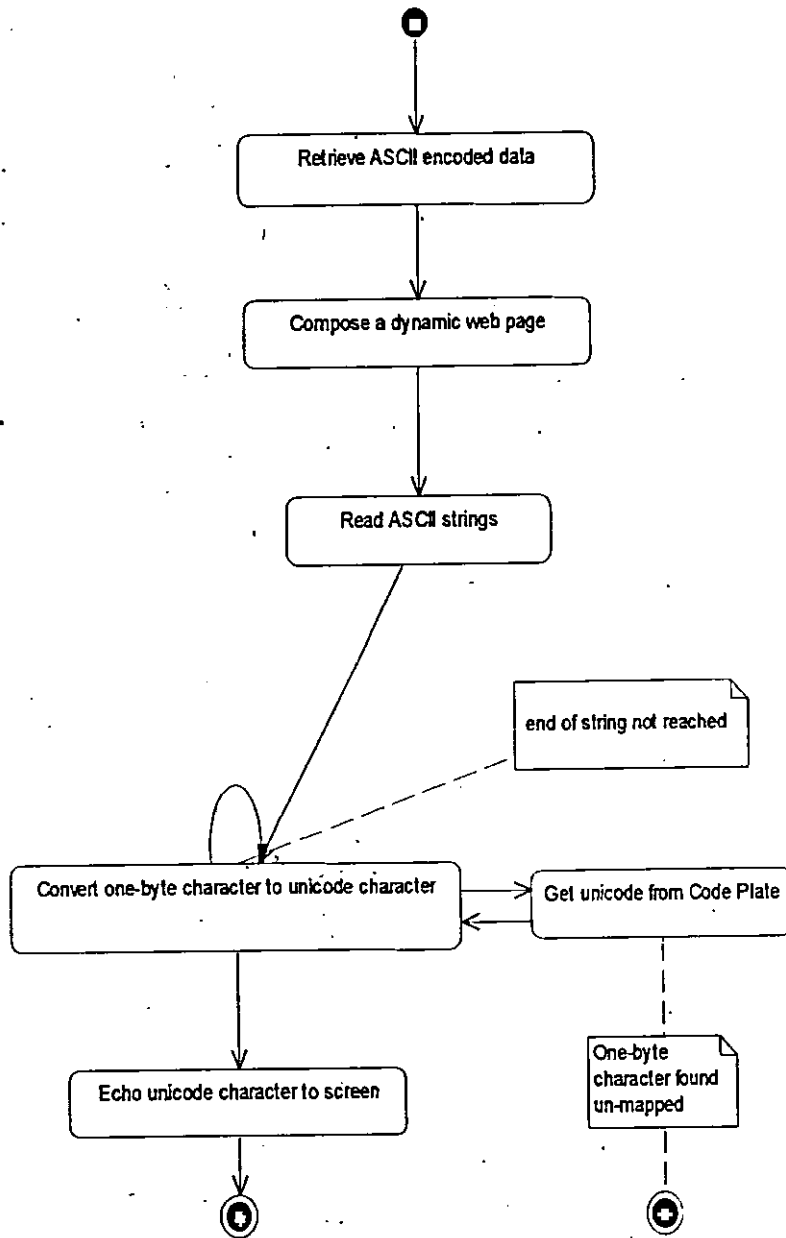 Retrieve ASCII encoded data
Compose a dynamic web page
Read ASCII strings
end of string not reached
Convert one-byte character to unicode character
Get unicode from Code Plate
Echo unicode character to screen
One-byte
character found
un-mapped